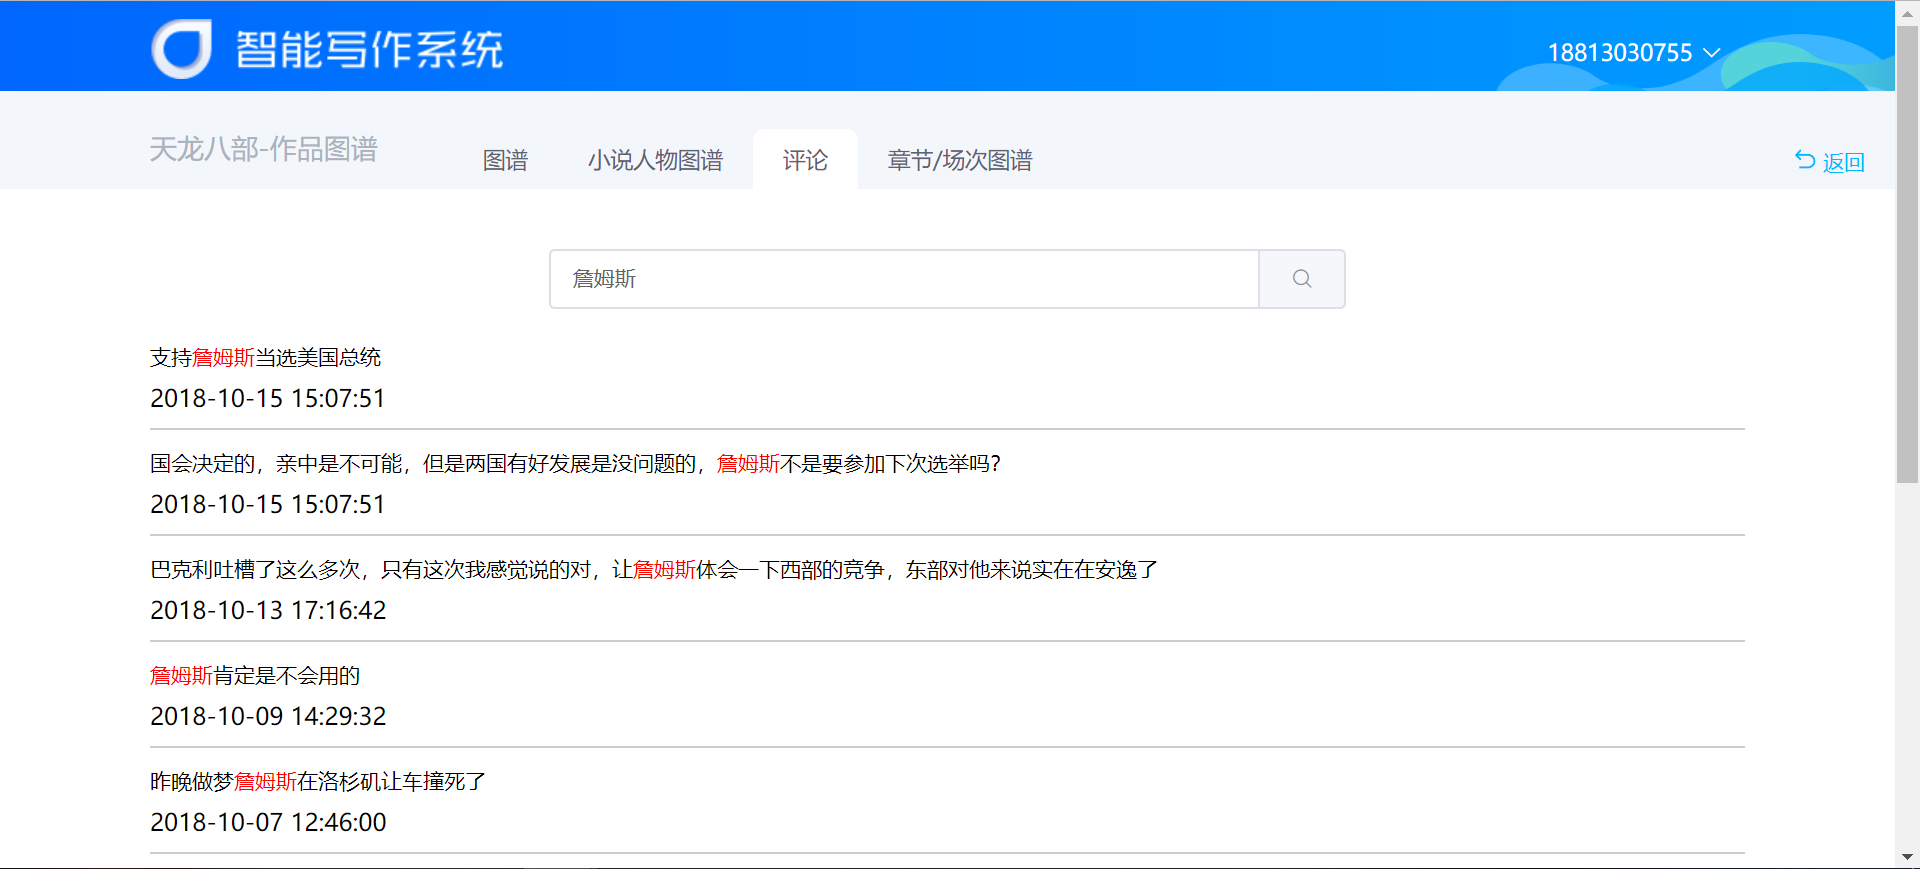 智能写作系统
18813030755
天龙八部-作品图谱
图谱
小说人物图谱
评论
章节/场次图谱
返回
詹姆斯
支持詹姆斯当选美国总统
2018-10-15 15:07:51
国会决定的，亲中是不可能，但是两国有好发展是没问题的，詹姆斯不是要参加下次选举吗？
2018-10-15 15:07:51
巴克利吐槽了这么多次，只有这次我感觉说的对，让詹姆斯体会一下西部的竞争，东部对他来说实在在安逸了
2018-10-13 17:16:42
詹姆斯肯定是不会用的
2018-10-09 14:29:32
昨晚做梦詹姆斯在洛杉矶让车撞死了
2018-10-07 12:46:00